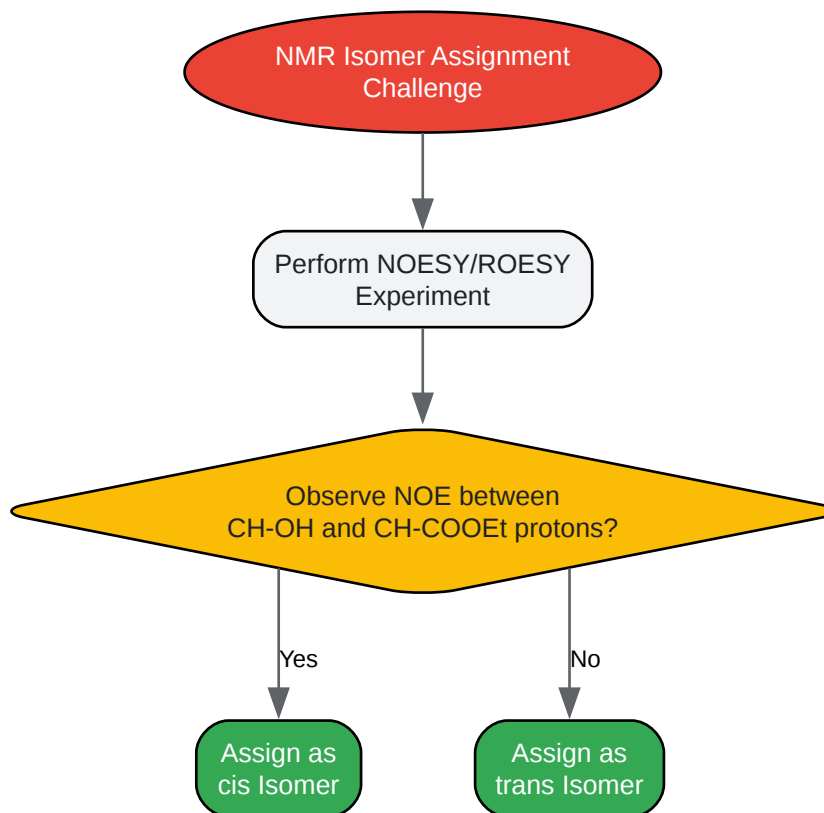 NMR Isomer Assignment
Challenge
Perform NOESY/ROESY
Experiment
Observe NOE between
CH-OH and CH-COOEt protons?
Yes
No
Assign as
cis Isomer
Assign as
trans Isomer